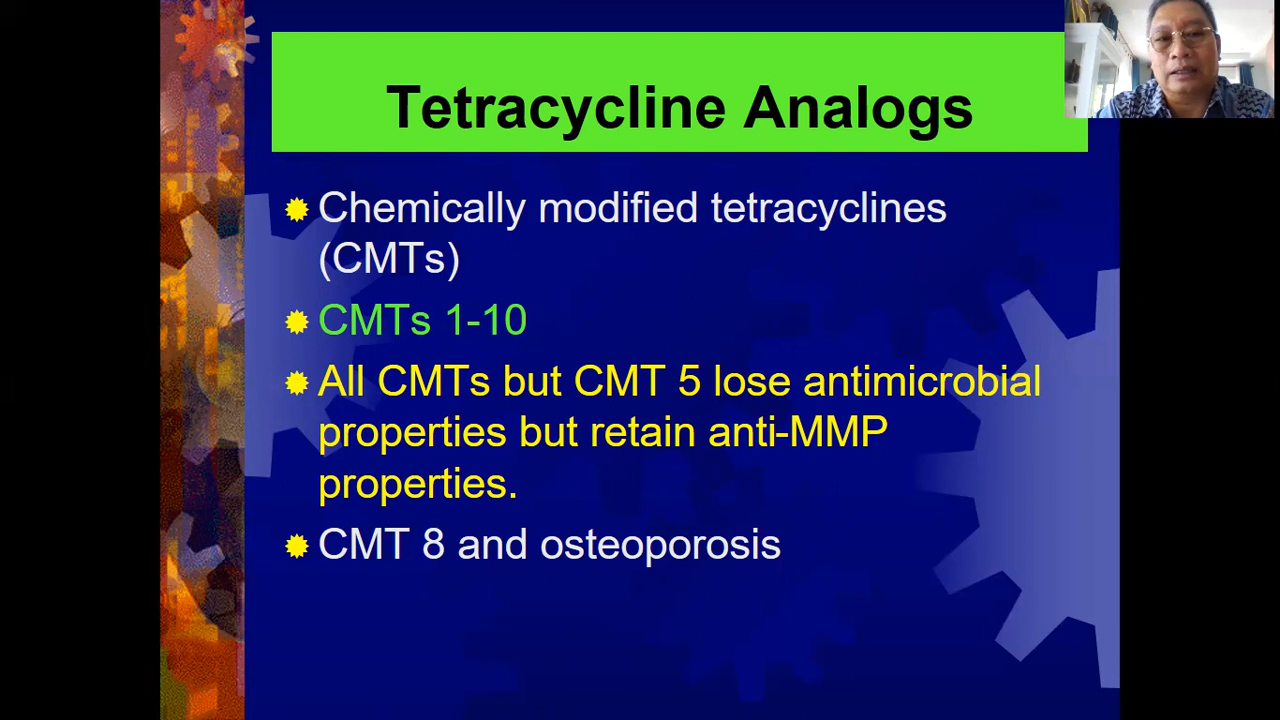 Tetracycline Analogs
Chemically modified tetracyclines
(CMTs)
CMTs 1-10
All CMTs but CMT 5 lose antimicrobial
properties but retain anti-MMP
properties.
CMT 8 and osteoporosis